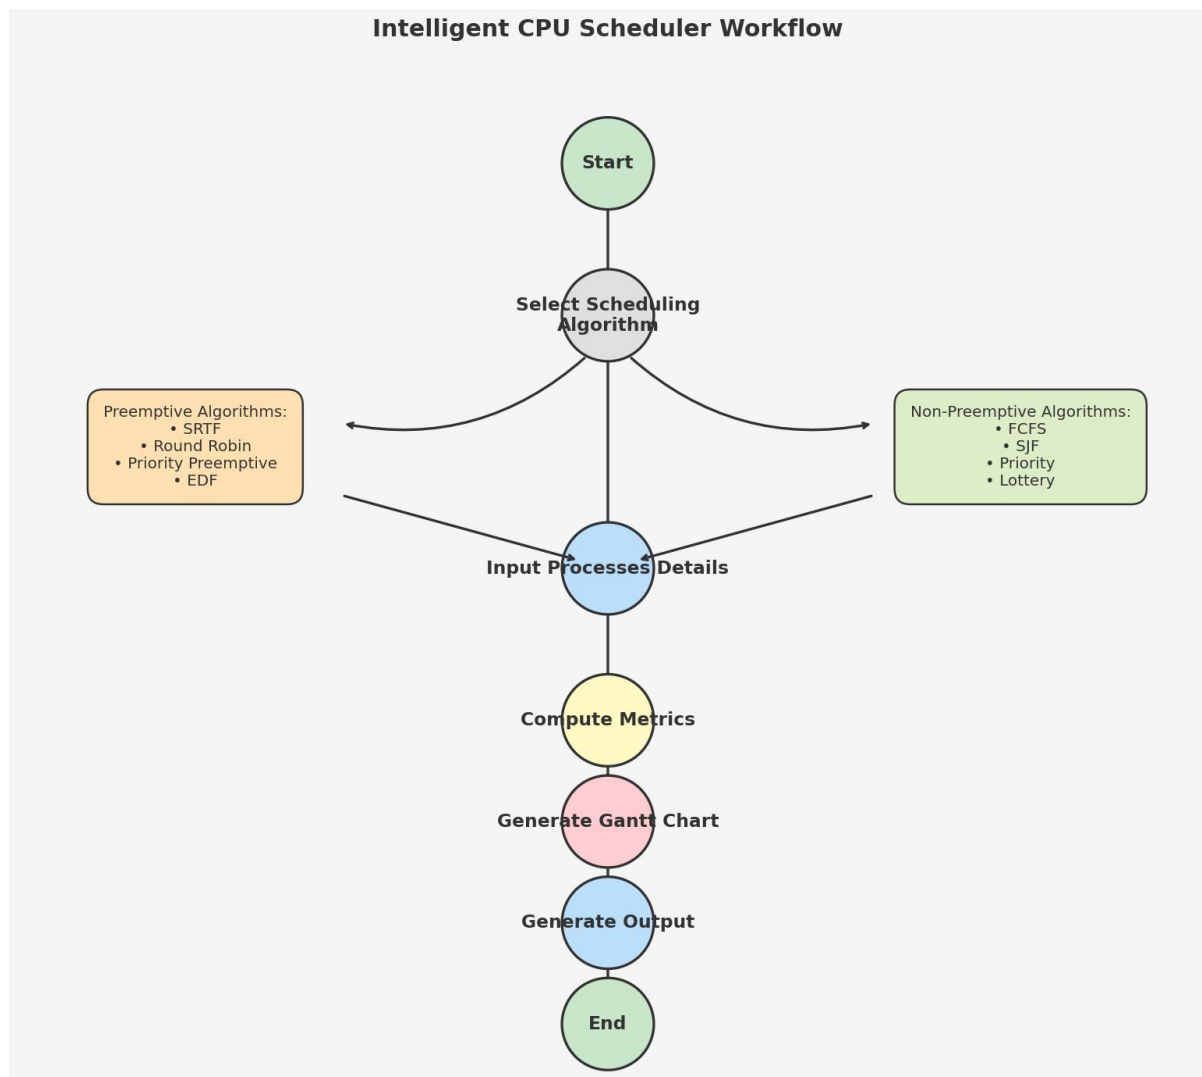 Intelligent CPU Scheduler Workflow
Start
Select Scheduling
Algorithm
Preemptive Algorithms:
• SRTF
• Round Robin
• Priority Preemptive
• EDF
Non-Preemptive Algorithms:
• FCFS
• SJF
• Priority
• Lottery
Input Processes Details
Compute Metrics
Generate Gantt Chart
Generate Output
End